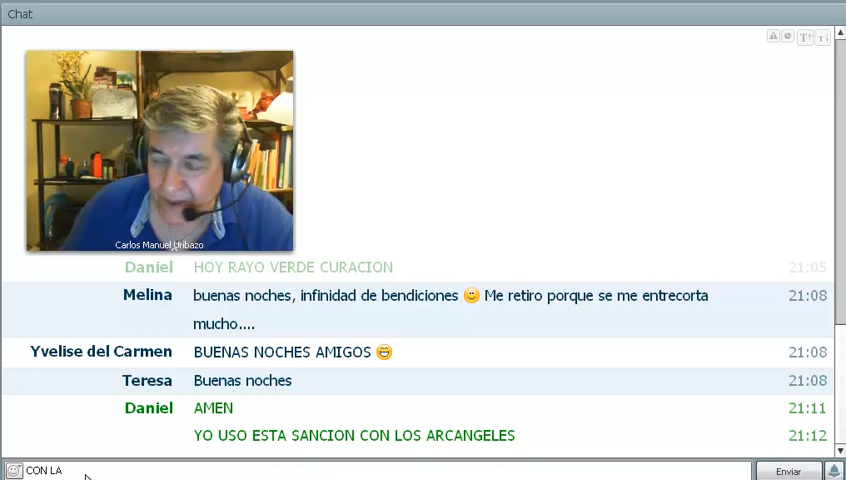 Chat
Carlos Manuel Uribazo
Daniel HOY RAYO VERDE CURACION 21:05
Melina buenas noches, infinidad de bendiciones Me retiro porque se me entrecorta 21:08
mucho....
Yvelise del Carmen BUENAS NOCHES AMIGOS 21:08
Teresa Buenas noches 21:08
Daniel AMEN 21:11
YO USO ESTA SANCION CON LOS ARCANGELES 21:12
CON LA
Enviar